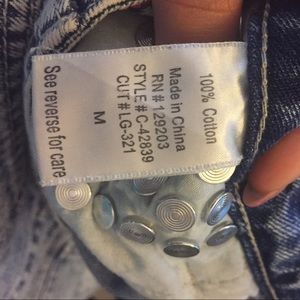 100% Cotton
Made in China
RN# 129203
STYLE# C-42839
CUT# LG-321
M
See reverse for care